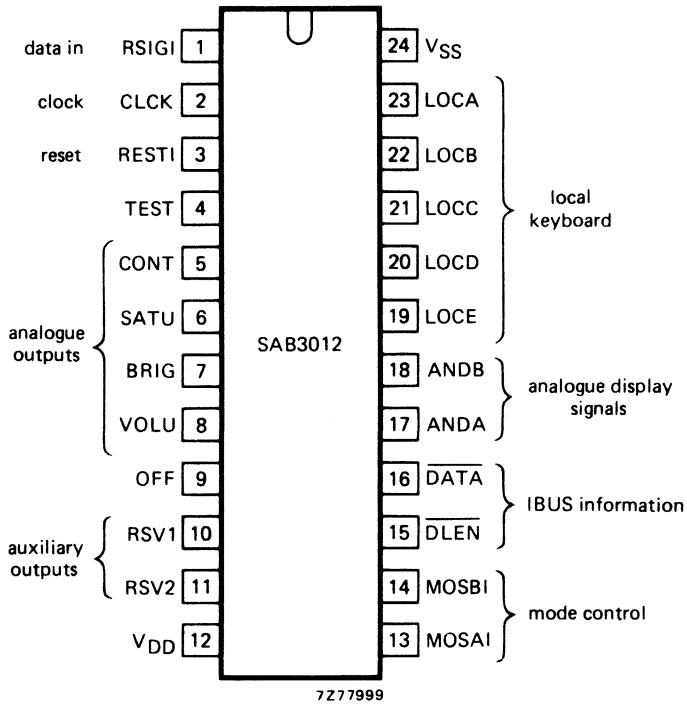 data in RSIGI 1
clock CLCK 2
reset RESTI 3
TEST 4
CONT 5
SATU 6
BRIG 7
VOLU 8
analogue
outputs
OFF 9
RSV1 10
RSV2 11
auxiliary
outputs
VDD 12
SAB3012
24 VSS
23 LOCA
22 LOCB
21 LOCC
20 LOCD
19 LOCE
local
keyboard
18 ANDB
17 ANDA
analogue display
signals
16 DATA
15 DLEN
IBUS information
14 MOSBI
13 MOSAI
mode control
7Z77999